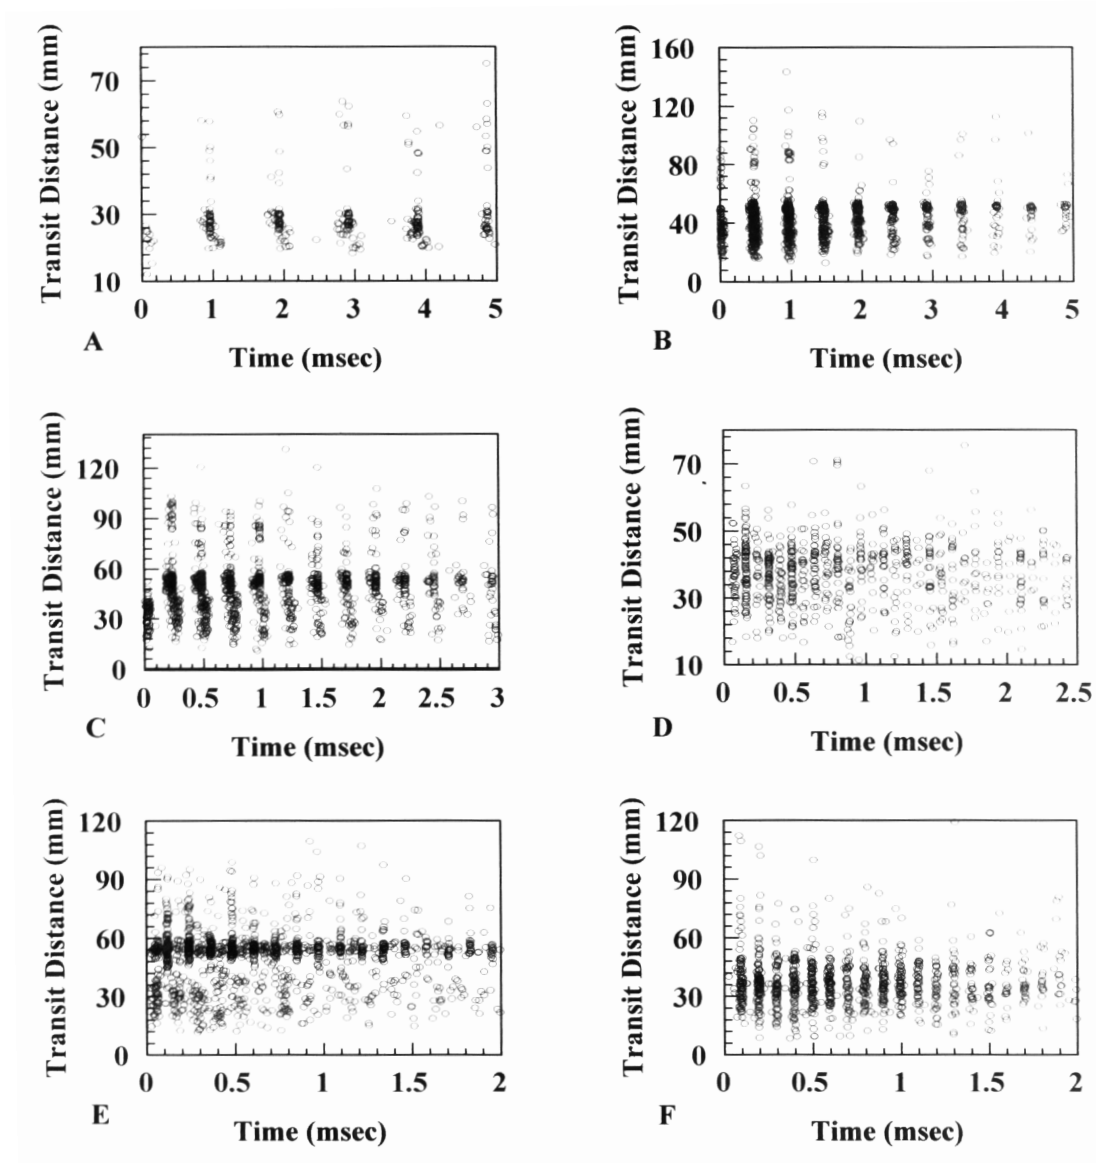 Transit Distance (mm)
70
50
30
10
0 1 2 3 4 5
A
Time (msec)
Transit Distance (mm)
160
120
80
40
0
0 1 2 3 4 5
B
Time (msec)
Transit Distance (mm)
120
90
60
30
0
0 0.5 1 1.5 2 2.5 3
C
Time (msec)
Transit Distance (mm)
70
50
30
10
0 0.5 1 1.5 2 2.5
D
Time (msec)
Transit Distance (mm)
120
90
60
30
0
0 0.5 1 1.5 2
E
Time (msec)
Transit Distance (mm)
120
90
60
30
0
0 0.5 1 1.5 2
F
Time (msec)